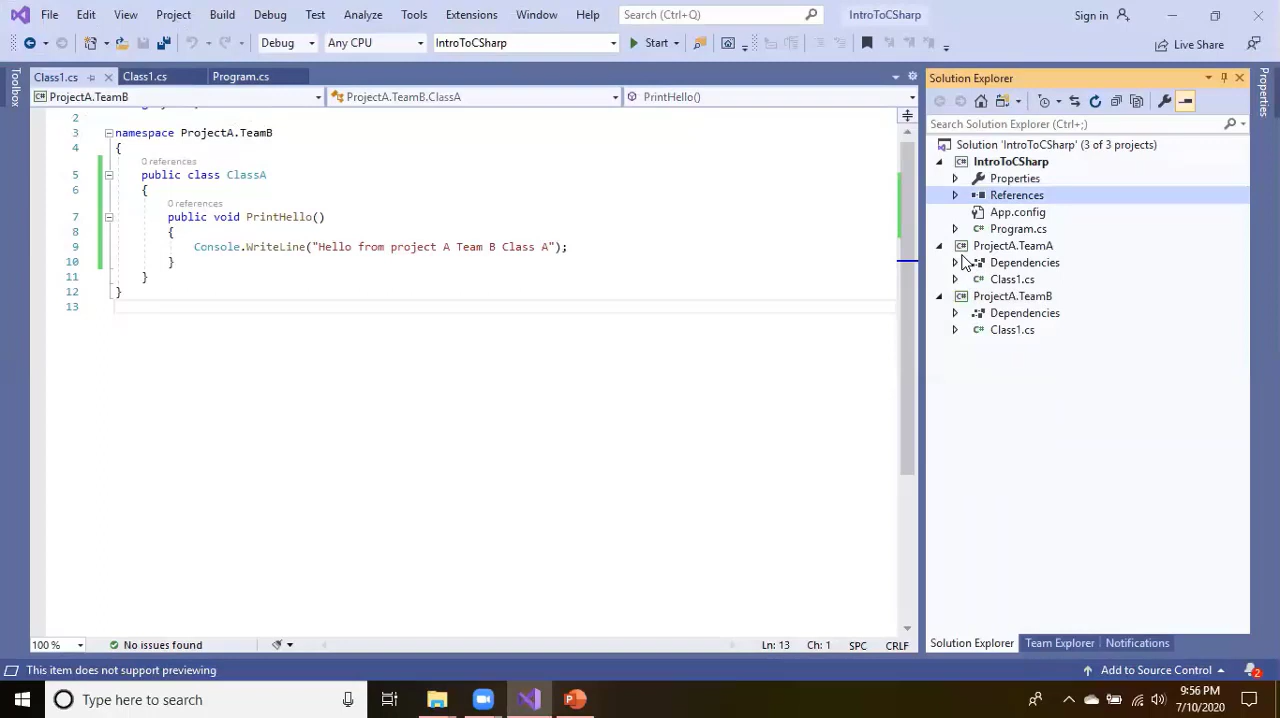 File Edit View Project Build Debug Test Analyze Tools Extensions Window Help Search (Ctrl+Q) IntroToCSharp Sign in
Debug Any CPU IntroToCSharp Start Live Share
Toolbox
Class1.cs Class1.cs Program.cs
ProjectA.TeamB ProjectA.TeamB.ClassA PrintHello()
2
3 namespace ProjectA.TeamB
4 {
0 references
5 public class ClassA
6 {
0 references
7 public void PrintHello()
8 {
9 Console.WriteLine("Hello from project A Team B Class A");
10 }
11 }
12 }
13
100 % No issues found Ln: 13 Ch: 1 SPC CRLF
Solution Explorer
Search Solution Explorer (Ctrl+;)
Solution 'IntroToCSharp' (3 of 3 projects)
IntroToCSharp
Properties
References
App.config
Program.cs
ProjectA.TeamA
Dependencies
Class1.cs
ProjectA.TeamB
Dependencies
Class1.cs
Solution Explorer Team Explorer Notifications
Properties
This item does not support previewing Add to Source Control 2
Type here to search 9:56 PM
7/10/2020